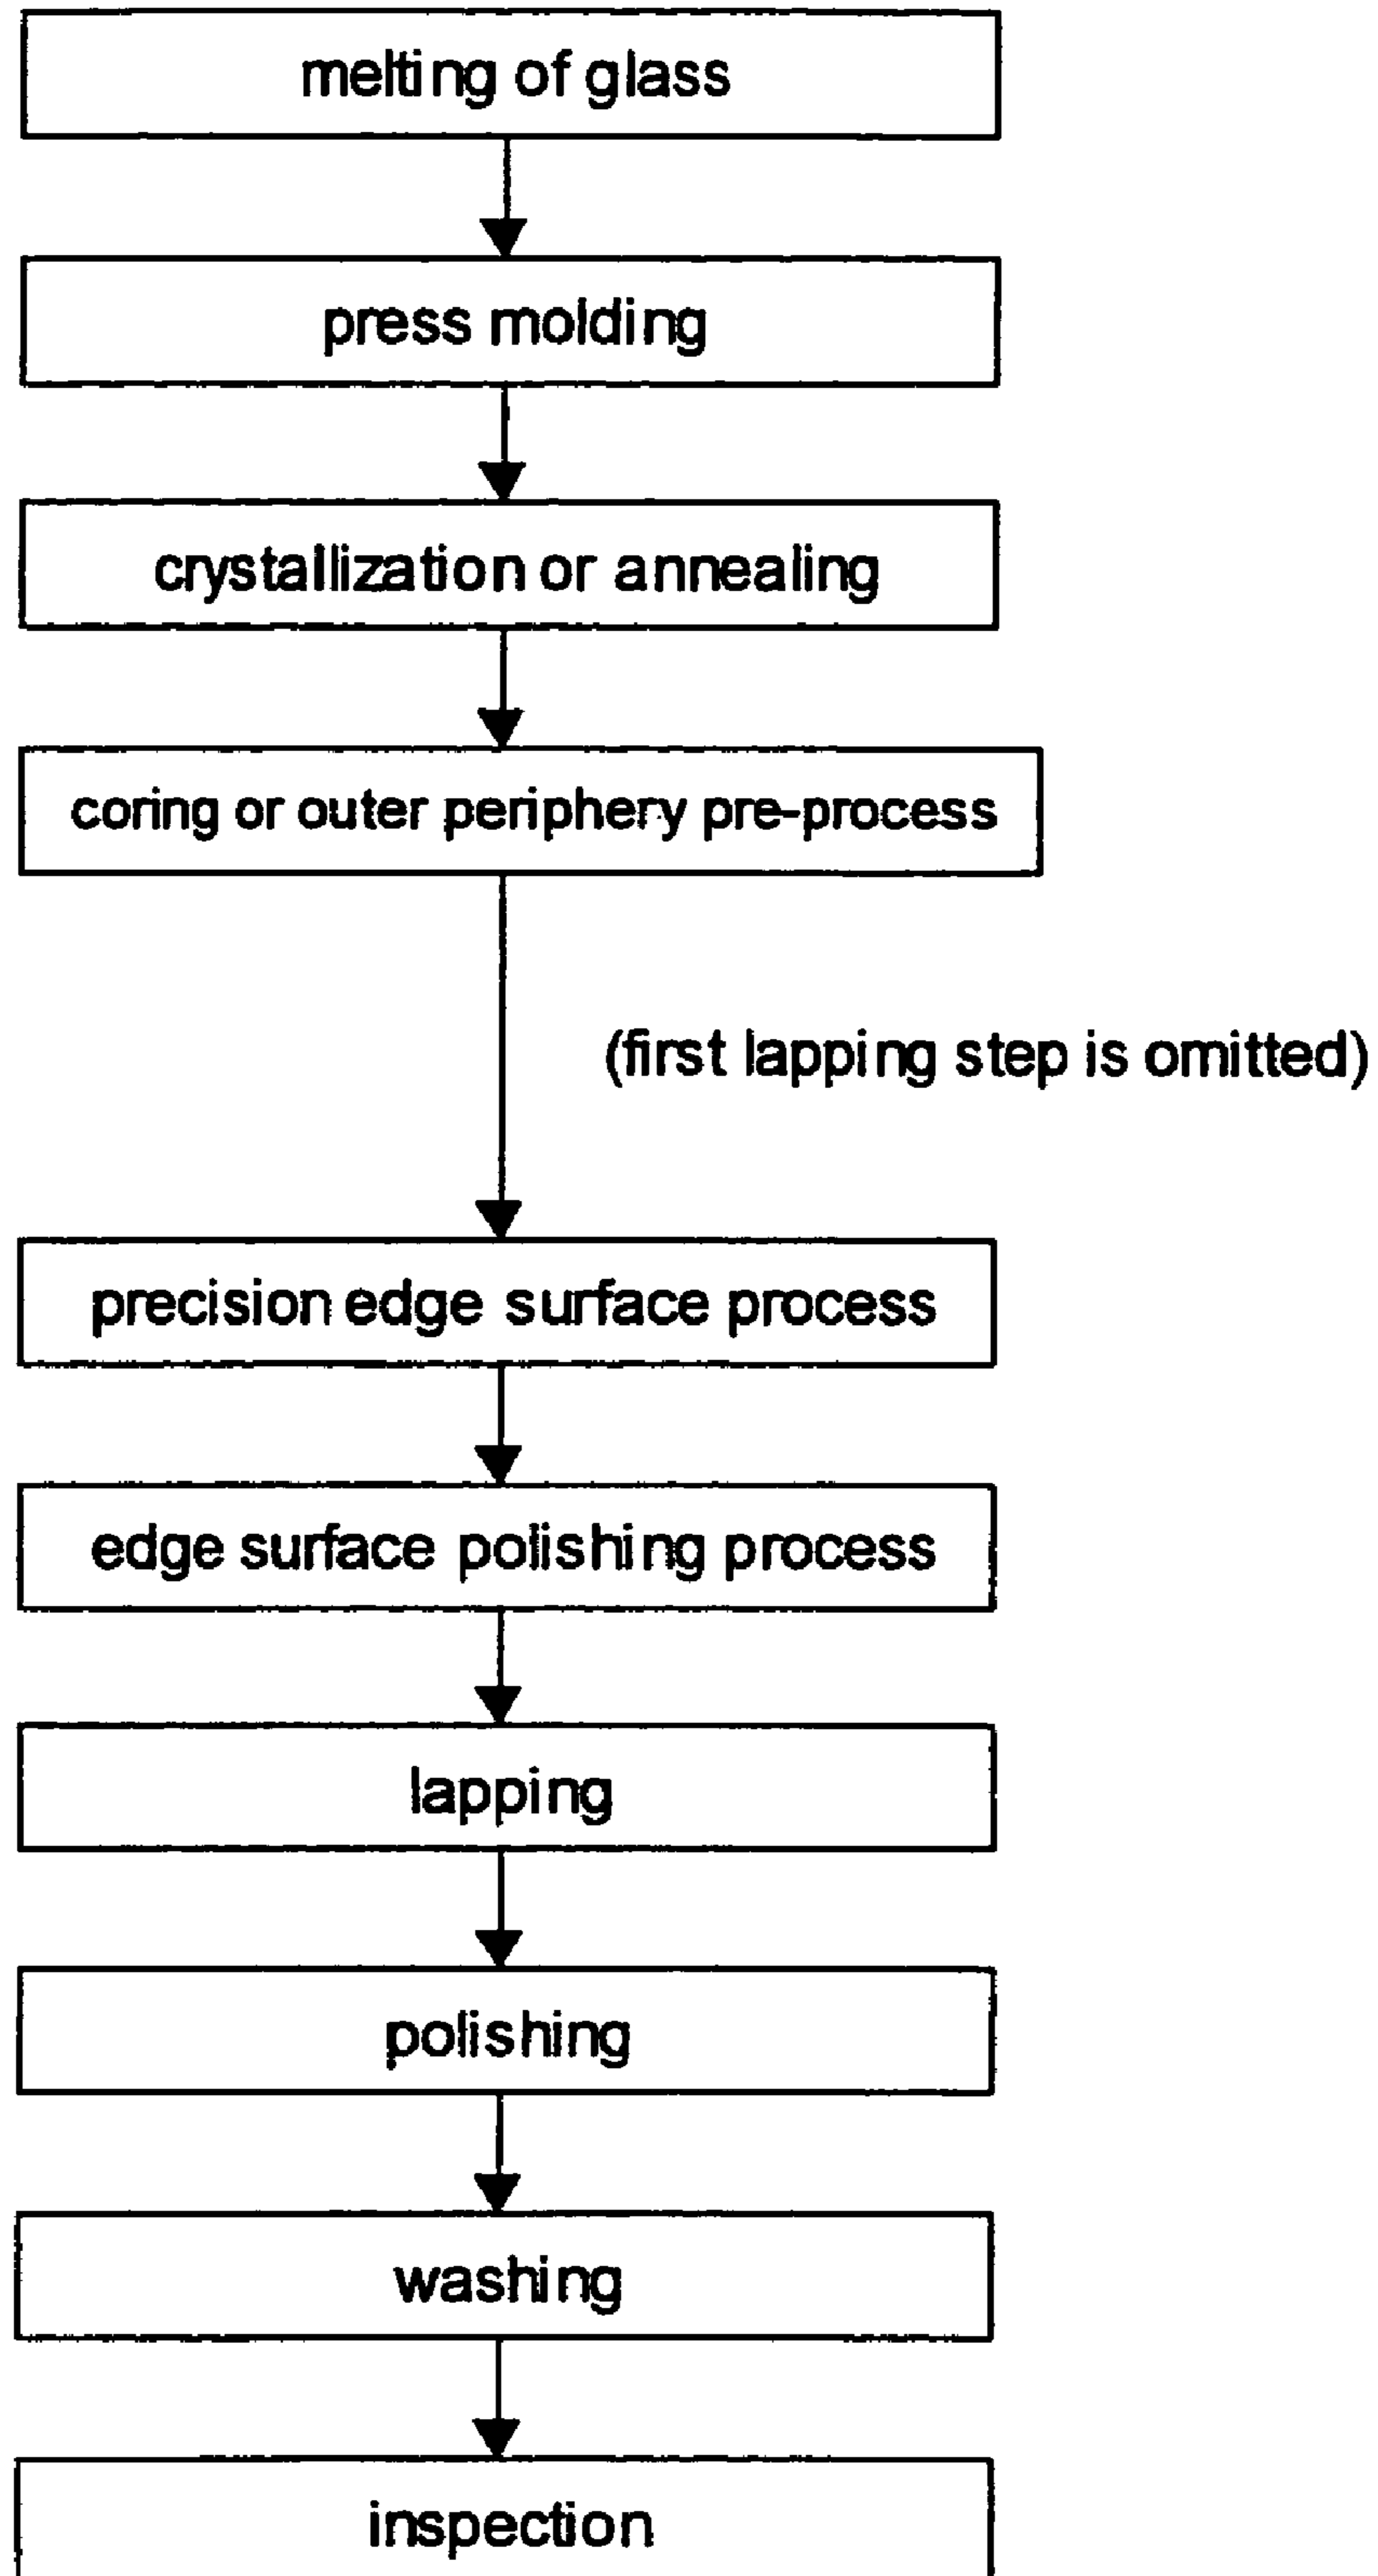 melting of glass
press molding
crystallization or annealing
coring or outer periphery pre-process
(first lapping step is omitted)
precision edge surface process
edge surface polishing process
lapping
polishing
washing
inspection